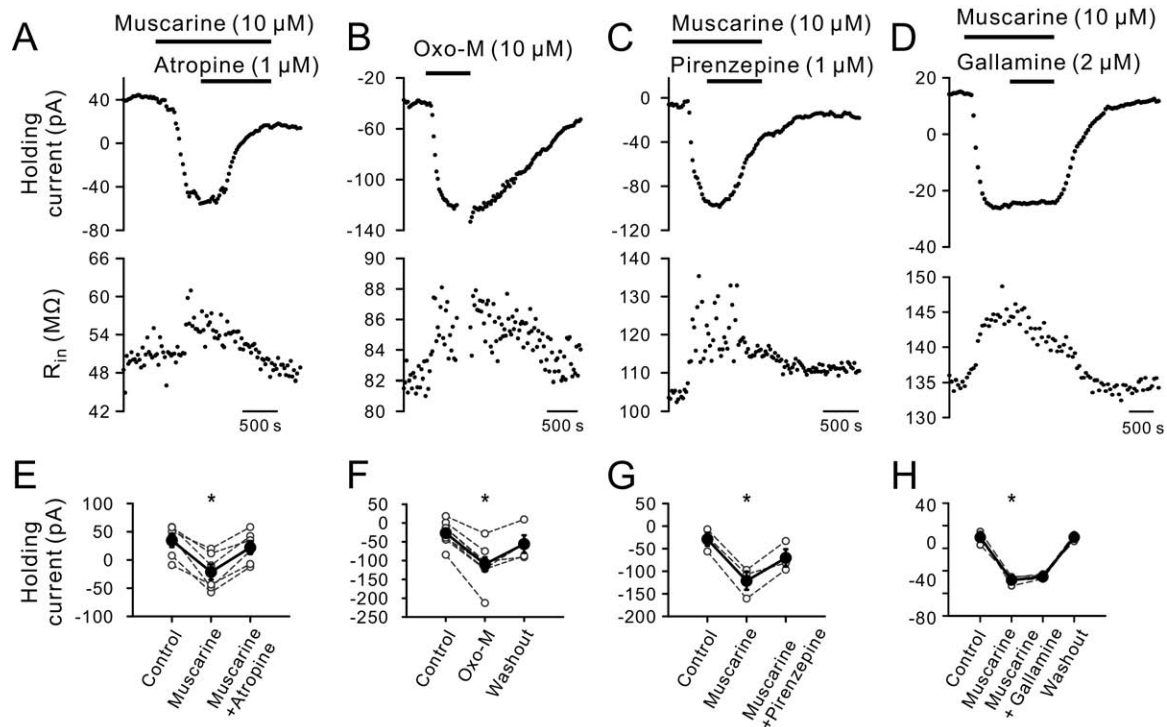 A
Muscarine (10 µM)
Atropine (1 µM)
Holding
current (pA)
40
0
-40
-80
R_in (MΩ)
66
60
54
48
42
500 s
B
Oxo-M (10 µM)
-20
-60
-100
-140
90
88
86
84
82
80
500 s
C
Muscarine (10 µM)
Pirenzepine (1 µM)
0
-40
-80
-120
140
130
120
110
100
500 s
D
Muscarine (10 µM)
Gallamine (2 µM)
20
0
-20
-40
150
145
140
135
130
500 s
E
Holding
current (pA)
100
50
0
-50
-100
*
Control
Muscarine
Muscarine
+Atropine
F
50
0
-50
-100
-150
-200
-250
*
Control
Oxo-M
Washout
G
50
0
-50
-100
-150
-200
*
Control
Muscarine
Muscarine
+Pirenzepine
H
40
0
-40
-80
*
Control
Muscarine
Muscarine
+ Gallamine
Washout